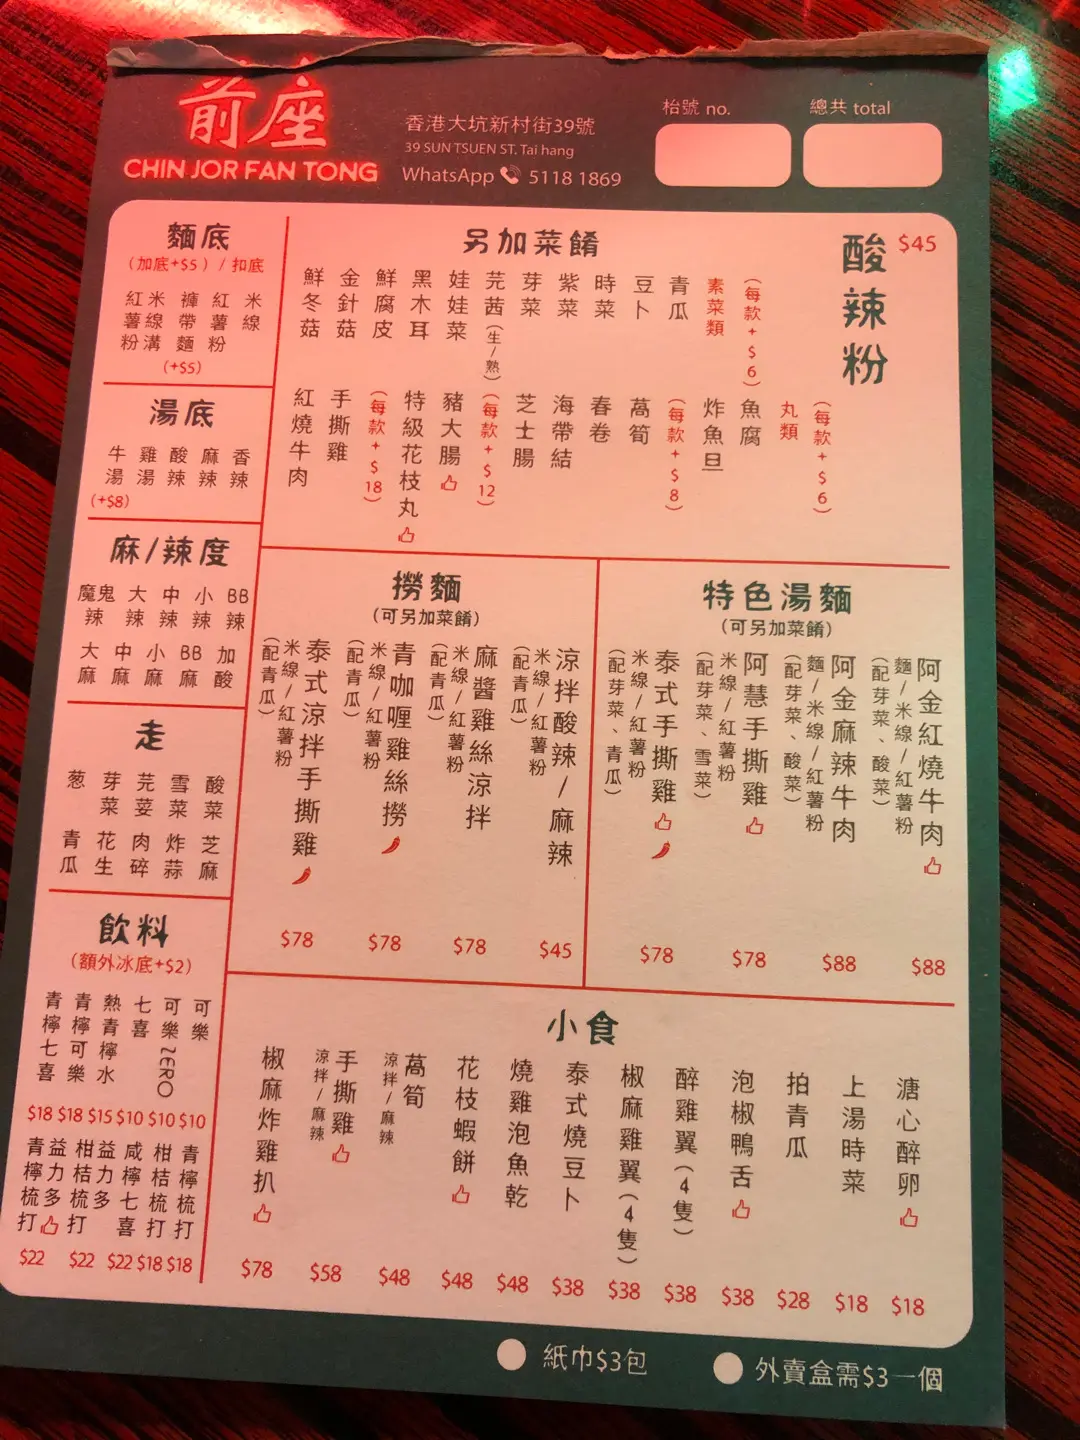 前座
CHIN JOR FAN TONG
香港大坑新村街39號
39 SUN TSUEN ST. Tai hang
WhatsApp 5118 1869
枱號 no.
總共 total
麵底
(加底+$5) / 扣底
米線
紅薯粉
褲帶麵
米線溝
紅薯粉
(+$5)
湯底
香辣
麻辣
酸辣
雞湯
牛湯
(+$8)
麻/辣度
魔鬼辣
大辣
中辣
小辣
BB辣
大麻
中麻
小麻
BB麻
加酸
走
葱
芽菜
芫荽
雪菜
酸菜
青瓜
花生
肉碎
炸蒜
芝麻
飲料
(額外冰底+$2)
可樂
$10
可樂ZERO
$10
七喜
$10
熱青檸水
$15
青檸可樂
$18
青檸七喜
$18
青檸梳打
$18
柑桔梳打
$18
咸檸七喜
$22
益力多
柑桔梳打
$22
益力多
青檸梳打
$22
酸辣粉
$45
另加菜餚
(每款+$6)
素菜類
青瓜
豆卜
時菜
紫菜
芽菜
芫茜(生/熟)
娃娃菜
黑木耳
鮮腐皮
金針菇
鮮冬菇
(每款+$6)
丸類
魚腐
炸魚旦
(每款+$8)
萵筍
春卷
海帶結
芝士腸
(每款+$12)
豬大腸
特級花枝丸
(每款+$18)
手撕雞
紅燒牛肉
撈麵
(可另加菜餚)
涼拌酸辣/麻辣
米線/紅薯粉
(配青瓜)
$45
麻醬雞絲涼拌
米線/紅薯粉
(配青瓜)
$78
青咖喱雞絲撈
米線/紅薯粉
(配青瓜)
$78
泰式涼拌手撕雞
米線/紅薯粉
(配青瓜)
$78
特色湯麵
(可另加菜餚)
阿金紅燒牛肉
麵/米線/紅薯粉
(配芽菜、酸菜)
$88
阿金麻辣牛肉
麵/米線/紅薯粉
(配芽菜、酸菜)
$88
阿慧手撕雞
米線/紅薯粉
(配芽菜、雪菜)
$78
泰式手撕雞
米線/紅薯粉
(配芽菜、青瓜)
$78
小食
溏心醉卵
$18
上湯時菜
$18
拍青瓜
$28
泡椒鴨舌
$38
醉雞翼(4隻)
$38
椒麻雞翼(4隻)
$38
泰式燒豆卜
$38
燒雞泡魚乾
$48
花枝蝦餅
$48
萵筍
涼拌/麻辣
$48
手撕雞
涼拌/麻辣
$58
椒麻炸雞扒
$78
紙巾$3包
外賣盒需$3一個